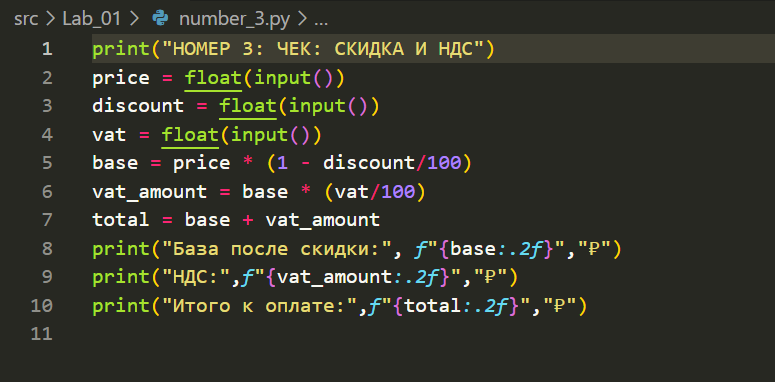 src > Lab_01 > number_3.py > ...
1 print("НОМЕР 3: ЧЕК: СКИДКА И НДС")
2 price = float(input())
3 discount = float(input())
4 vat = float(input())
5 base = price * (1 - discount/100)
6 vat_amount = base * (vat/100)
7 total = base + vat_amount
8 print("База после скидки:", f"{base:.2f}","₽")
9 print("НДС:",f"{vat_amount:.2f}","₽")
10 print("Итого к оплате:",f"{total:.2f}","₽")
11